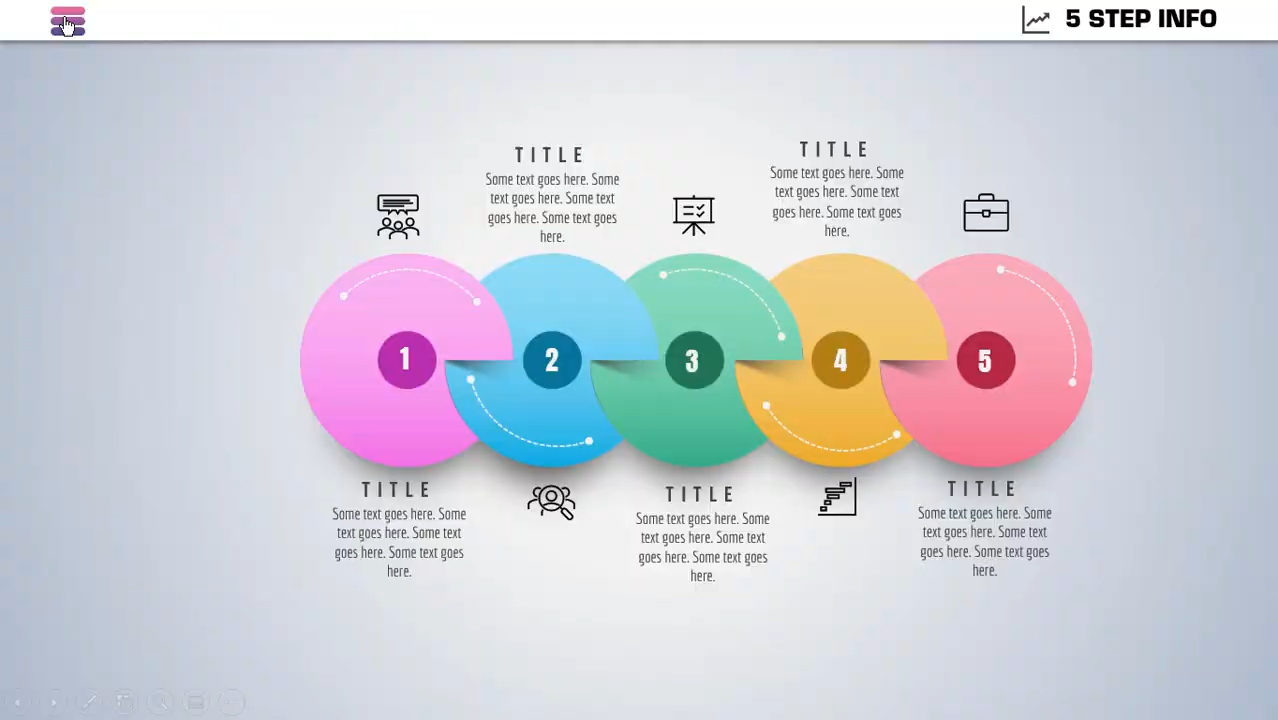 5 STEP INFO
TITLE
Some text goes here. Some
text goes here. Some text
goes here. Some text goes
here.
TITLE
Some text goes here. Some
text goes here. Some text
goes here. Some text goes
here.
1
2
3
4
5
TITLE
Some text goes here. Some
text goes here. Some text
goes here. Some text goes
here.
TITLE
Some text goes here. Some
text goes here. Some text
goes here. Some text goes
here.
TITLE
Some text goes here. Some
text goes here. Some text
goes here. Some text goes
here.